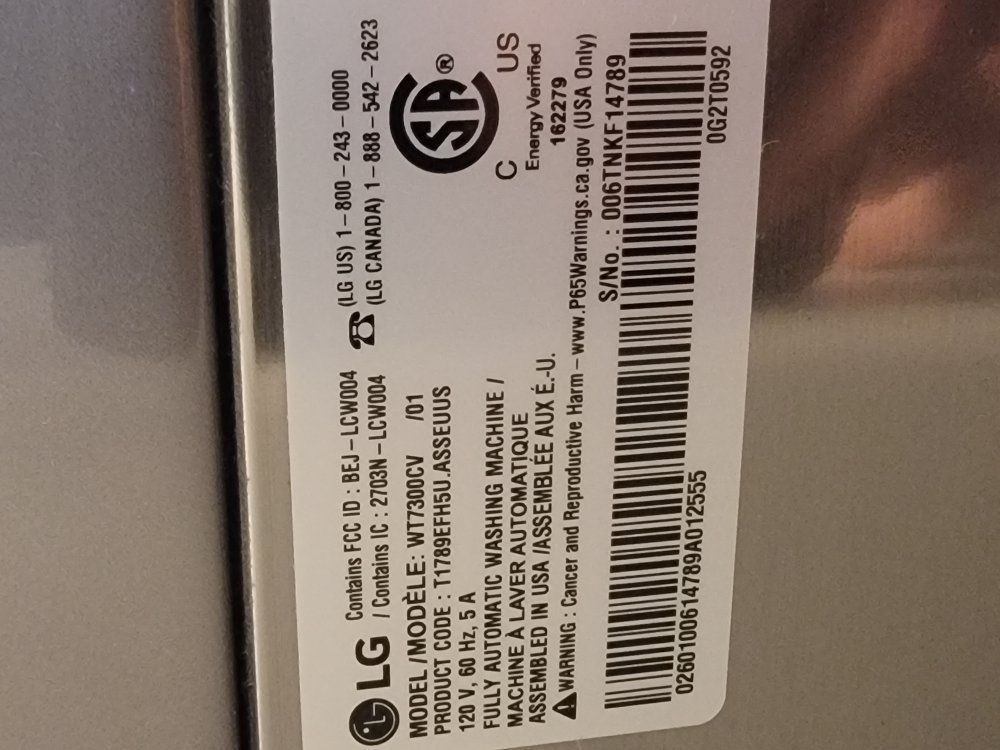 LG
Contains FCC ID : BEJ – LCW004
/ Contains IC : 2703N – LCW004
(LG US) 1 – 800 – 243 – 0000
(LG CANADA) 1 – 888 – 542 – 2623
MODEL /MODÈLE: WT7300CV /01
PRODUCT CODE : T1789EFH5U.ASSEUUS
120 V, 60 Hz, 5 A
FULLY AUTOMATIC WASHING MACHINE /
MACHINE À LAVER AUTOMATIQUE
ASSEMBLED IN USA /ASSEMBLÉE AUX É.-U.
SA®
C US
Energy Verified
162279
WARNING : Cancer and Reproductive Harm – www.P65Warnings.ca.gov (USA Only)
S/No. : 006TNKF14789
0260100614789A012555
0G2T0592